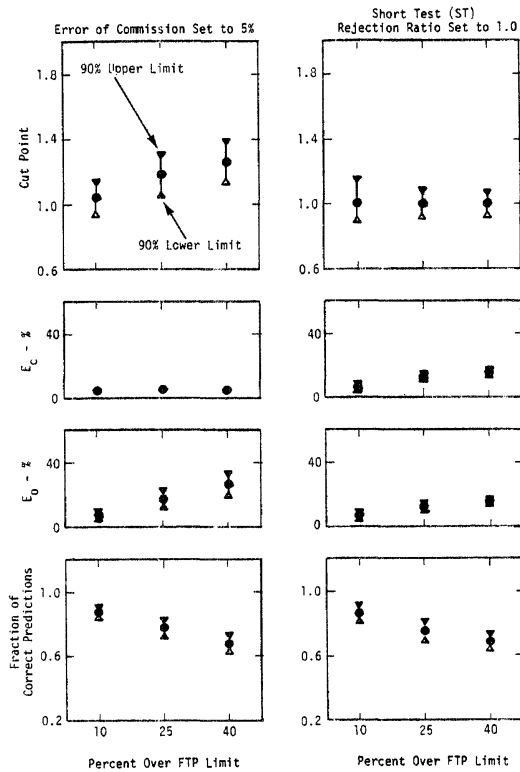 Error of Commission Set to 5%
Short Test (ST)
Rejection Ratio Set to 1.0
1.8
1.4
1.0
0.6
Cut Point
90% Upper Limit
90% Lower Limit
1.8
1.4
1.0
0.6
40
0
E_C - %
40
0
40
0
E_O - %
40
0
1.0
0.6
0.2
Fraction of
Correct Predictions
10 25 40
Percent Over FTP Limit
1.0
0.6
0.2
10 25 40
Percent Over FTP Limit